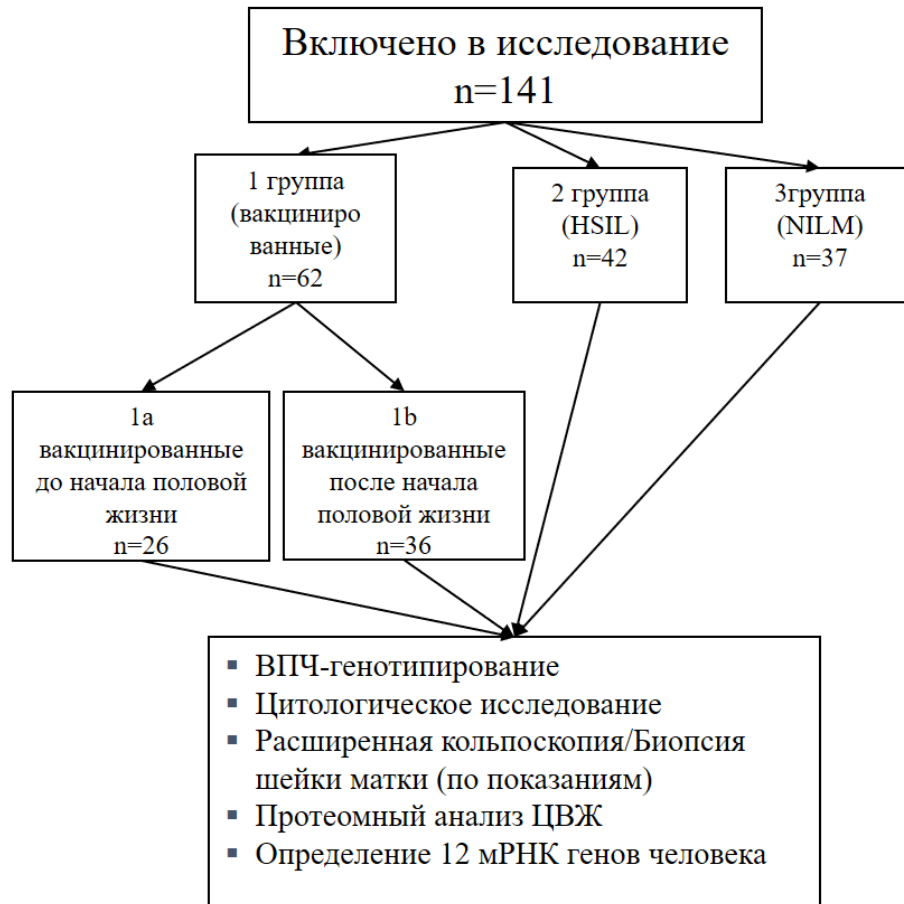 Включено в исследование
n=141
1 группа
(вакциниро
ванные)
n=62
2 группа
(HSIL)
n=42
3группа
(NILM)
n=37
1a
вакцинированные
до начала половой
жизни
n=26
1b
вакцинированные
после начала
половой жизни
n=36
▪ ВПЧ-генотипирование
▪ Цитологическое исследование
▪ Расширенная кольпоскопия/Биопсия
шейки матки (по показаниям)
▪ Протеомный анализ ЦВЖ
▪ Определение 12 мРНК генов человека